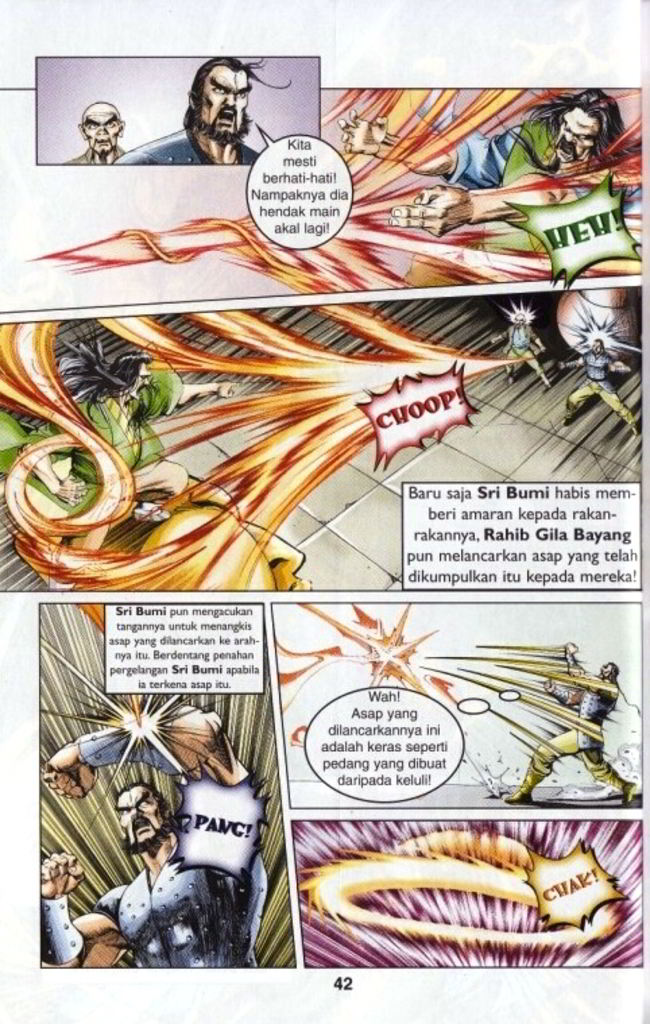 Kita
mesti
berhati-hati!
Nampaknya dia
hendak main
akal lagi!
HEH!
CHOOP!
Baru saja Sri Bumi habis mem-
beri amaran kepada rakan-
rakannya, Rahib Gila Bayang
pun melancarkan asap yang telah
dikumpulkan itu kepada mereka!
Sri Bumi pun mengacukan
tangannya untuk menangkis
asap yang dilancarkan ke arah-
nya itu. Berdentang penahan
pergelangan Sri Bumi apabila
ia terkena asap itu.
PANG!
Wah!
Asap yang
dilancarkannya ini
adalah keras seperti
pedang yang dibuat
daripada keluli!
CHAK!
42